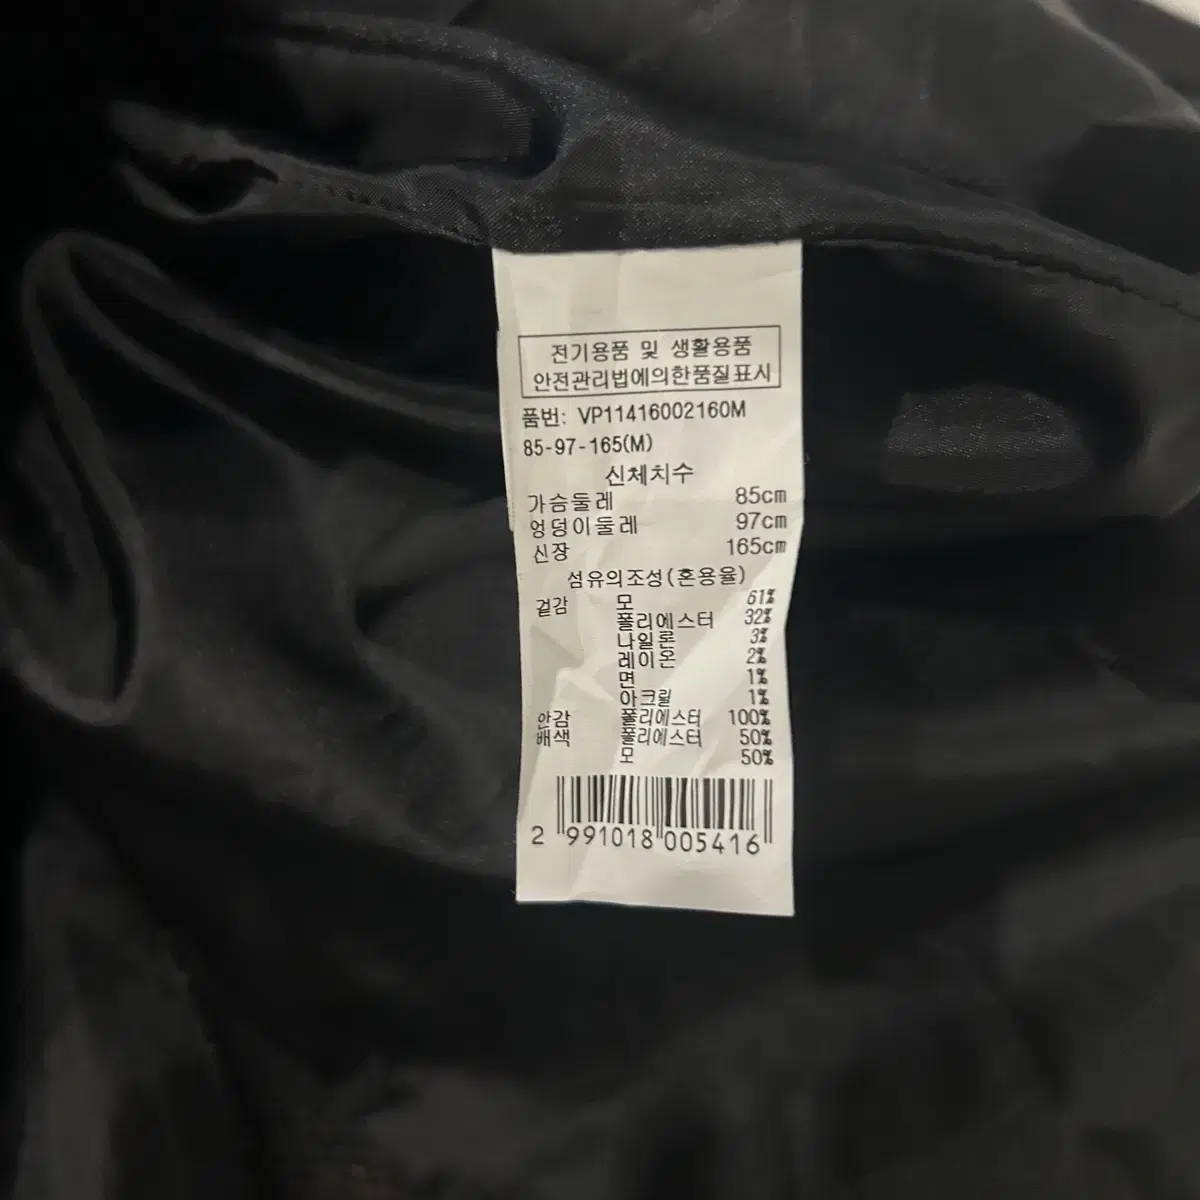 전기용품 및 생활용품
안전관리법에의한품질표시
품번: VP11416002160M
85-97-165(M)
신체치수
가슴둘레 85cm
엉덩이둘레 97cm
신장 165cm
섬유의조성(혼용율)
겉감 모 61%
폴리에스터 32%
나일론 3%
레이온 2%
면 1%
아크릴 1%
안감 폴리에스터 100%
배색 폴리에스터 50%
모 50%
2 991018 005416